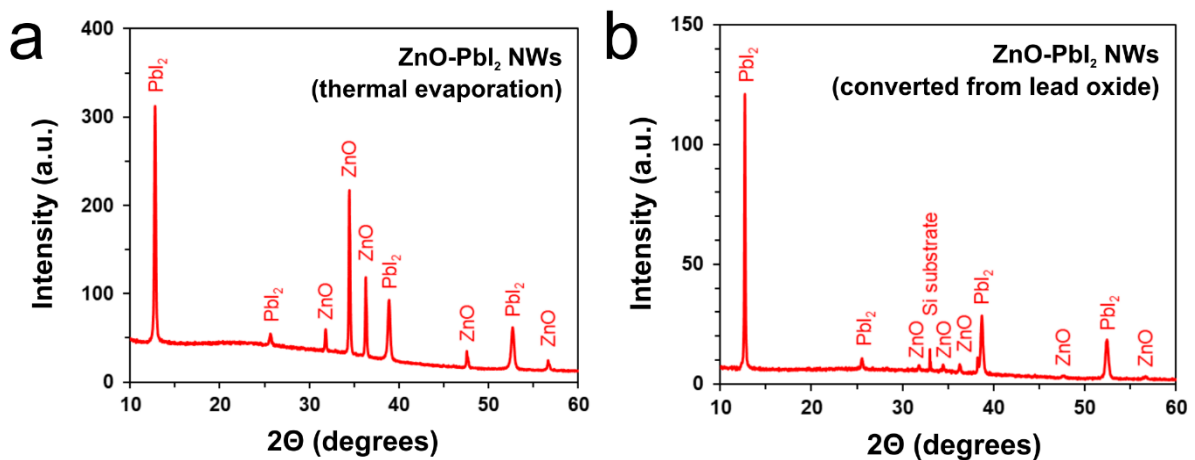 a
ZnO-PbI₂ NWs
(thermal evaporation)
Intensity (a.u.)
400
300
200
100
0
PbI₂
PbI₂
ZnO
ZnO
ZnO
PbI₂
ZnO
PbI₂
ZnO
10 20 30 40 50 60
2Θ (degrees)
b
ZnO-PbI₂ NWs
(converted from lead oxide)
Intensity (a.u.)
150
100
50
0
PbI₂
PbI₂
ZnO
Si substrate
ZnO
ZnO
PbI₂
ZnO
PbI₂
ZnO
10 20 30 40 50 60
2Θ (degrees)